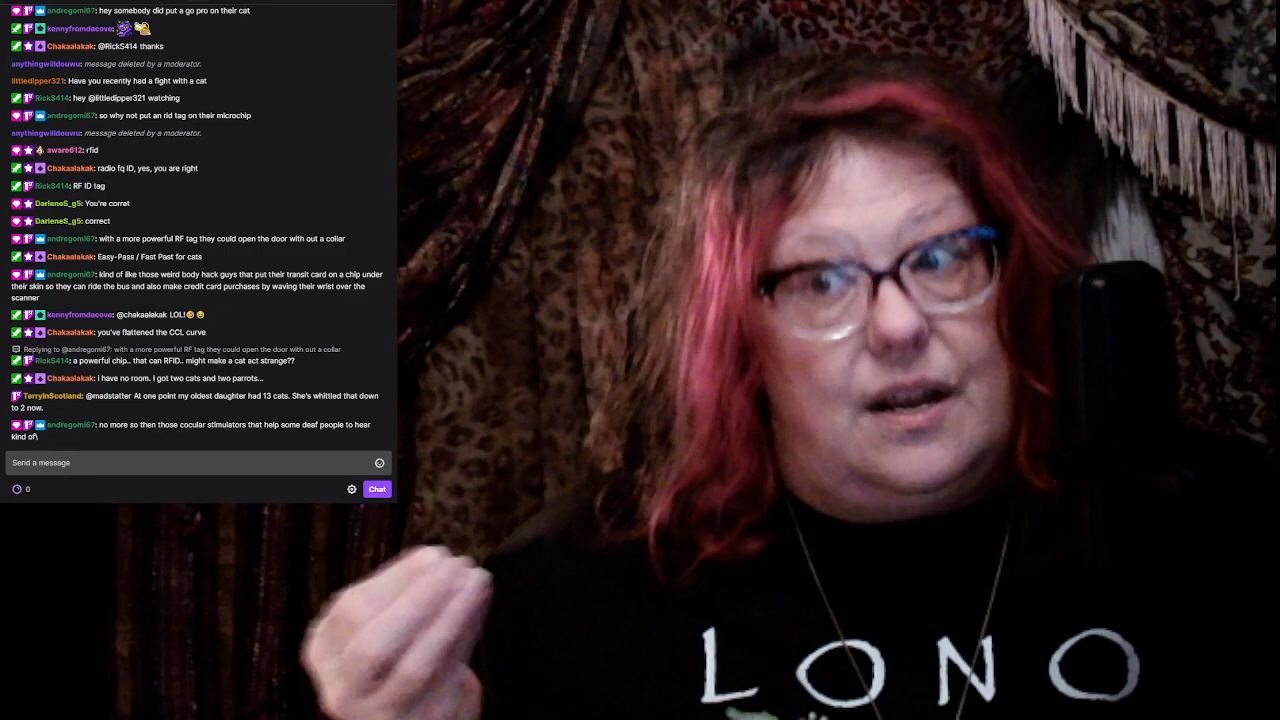 andregomi67: hey somebody did put a go pro on their cat
kennyfromdacove:
Chakaalakak: @RickS414 thanks
anythingwilldouwu: message deleted by a moderator.
littledipper321: Have you recently had a fight with a cat
RickS414: hey @littledipper321 watching
andregomi67: so why not put an rid tag on their microchip
anythingwilldouwu: message deleted by a moderator.
aware612: rfid
Chakaalakak: radio fq ID, yes, you are right
RickS414: RF ID tag
DarleneS_g5: You're corret
DarleneS_g5: correct
andregomi67: with a more powerful RF tag they could open the door with out a collar
Chakaalakak: Easy-Pass / Fast Past for cats
andregomi67: kind of like those weird body hack guys that put their transit card on a chip under
their skin so they can ride the bus and also make credit card purchases by waving their wrist over the
scanner
kennyfromdacove: @chakaalakak LOL!
Chakaalakak: you've flattened the CCL curve
Replying to @andregomi67: with a more powerful RF tag they could open the door with out a collar
RickS414: a powerful chip.. that can RFID.. might make a cat act strange??
Chakaalakak: i have no room. I got two cats and two parrots...
TerryInScotland: @madstatter At one point my oldest daughter had 13 cats. She's whittled that down
to 2 now.
andregomi67: no more so then those cocular stimulators that help some deaf people to hear
kind of\
Send a message
0
Chat
LONO